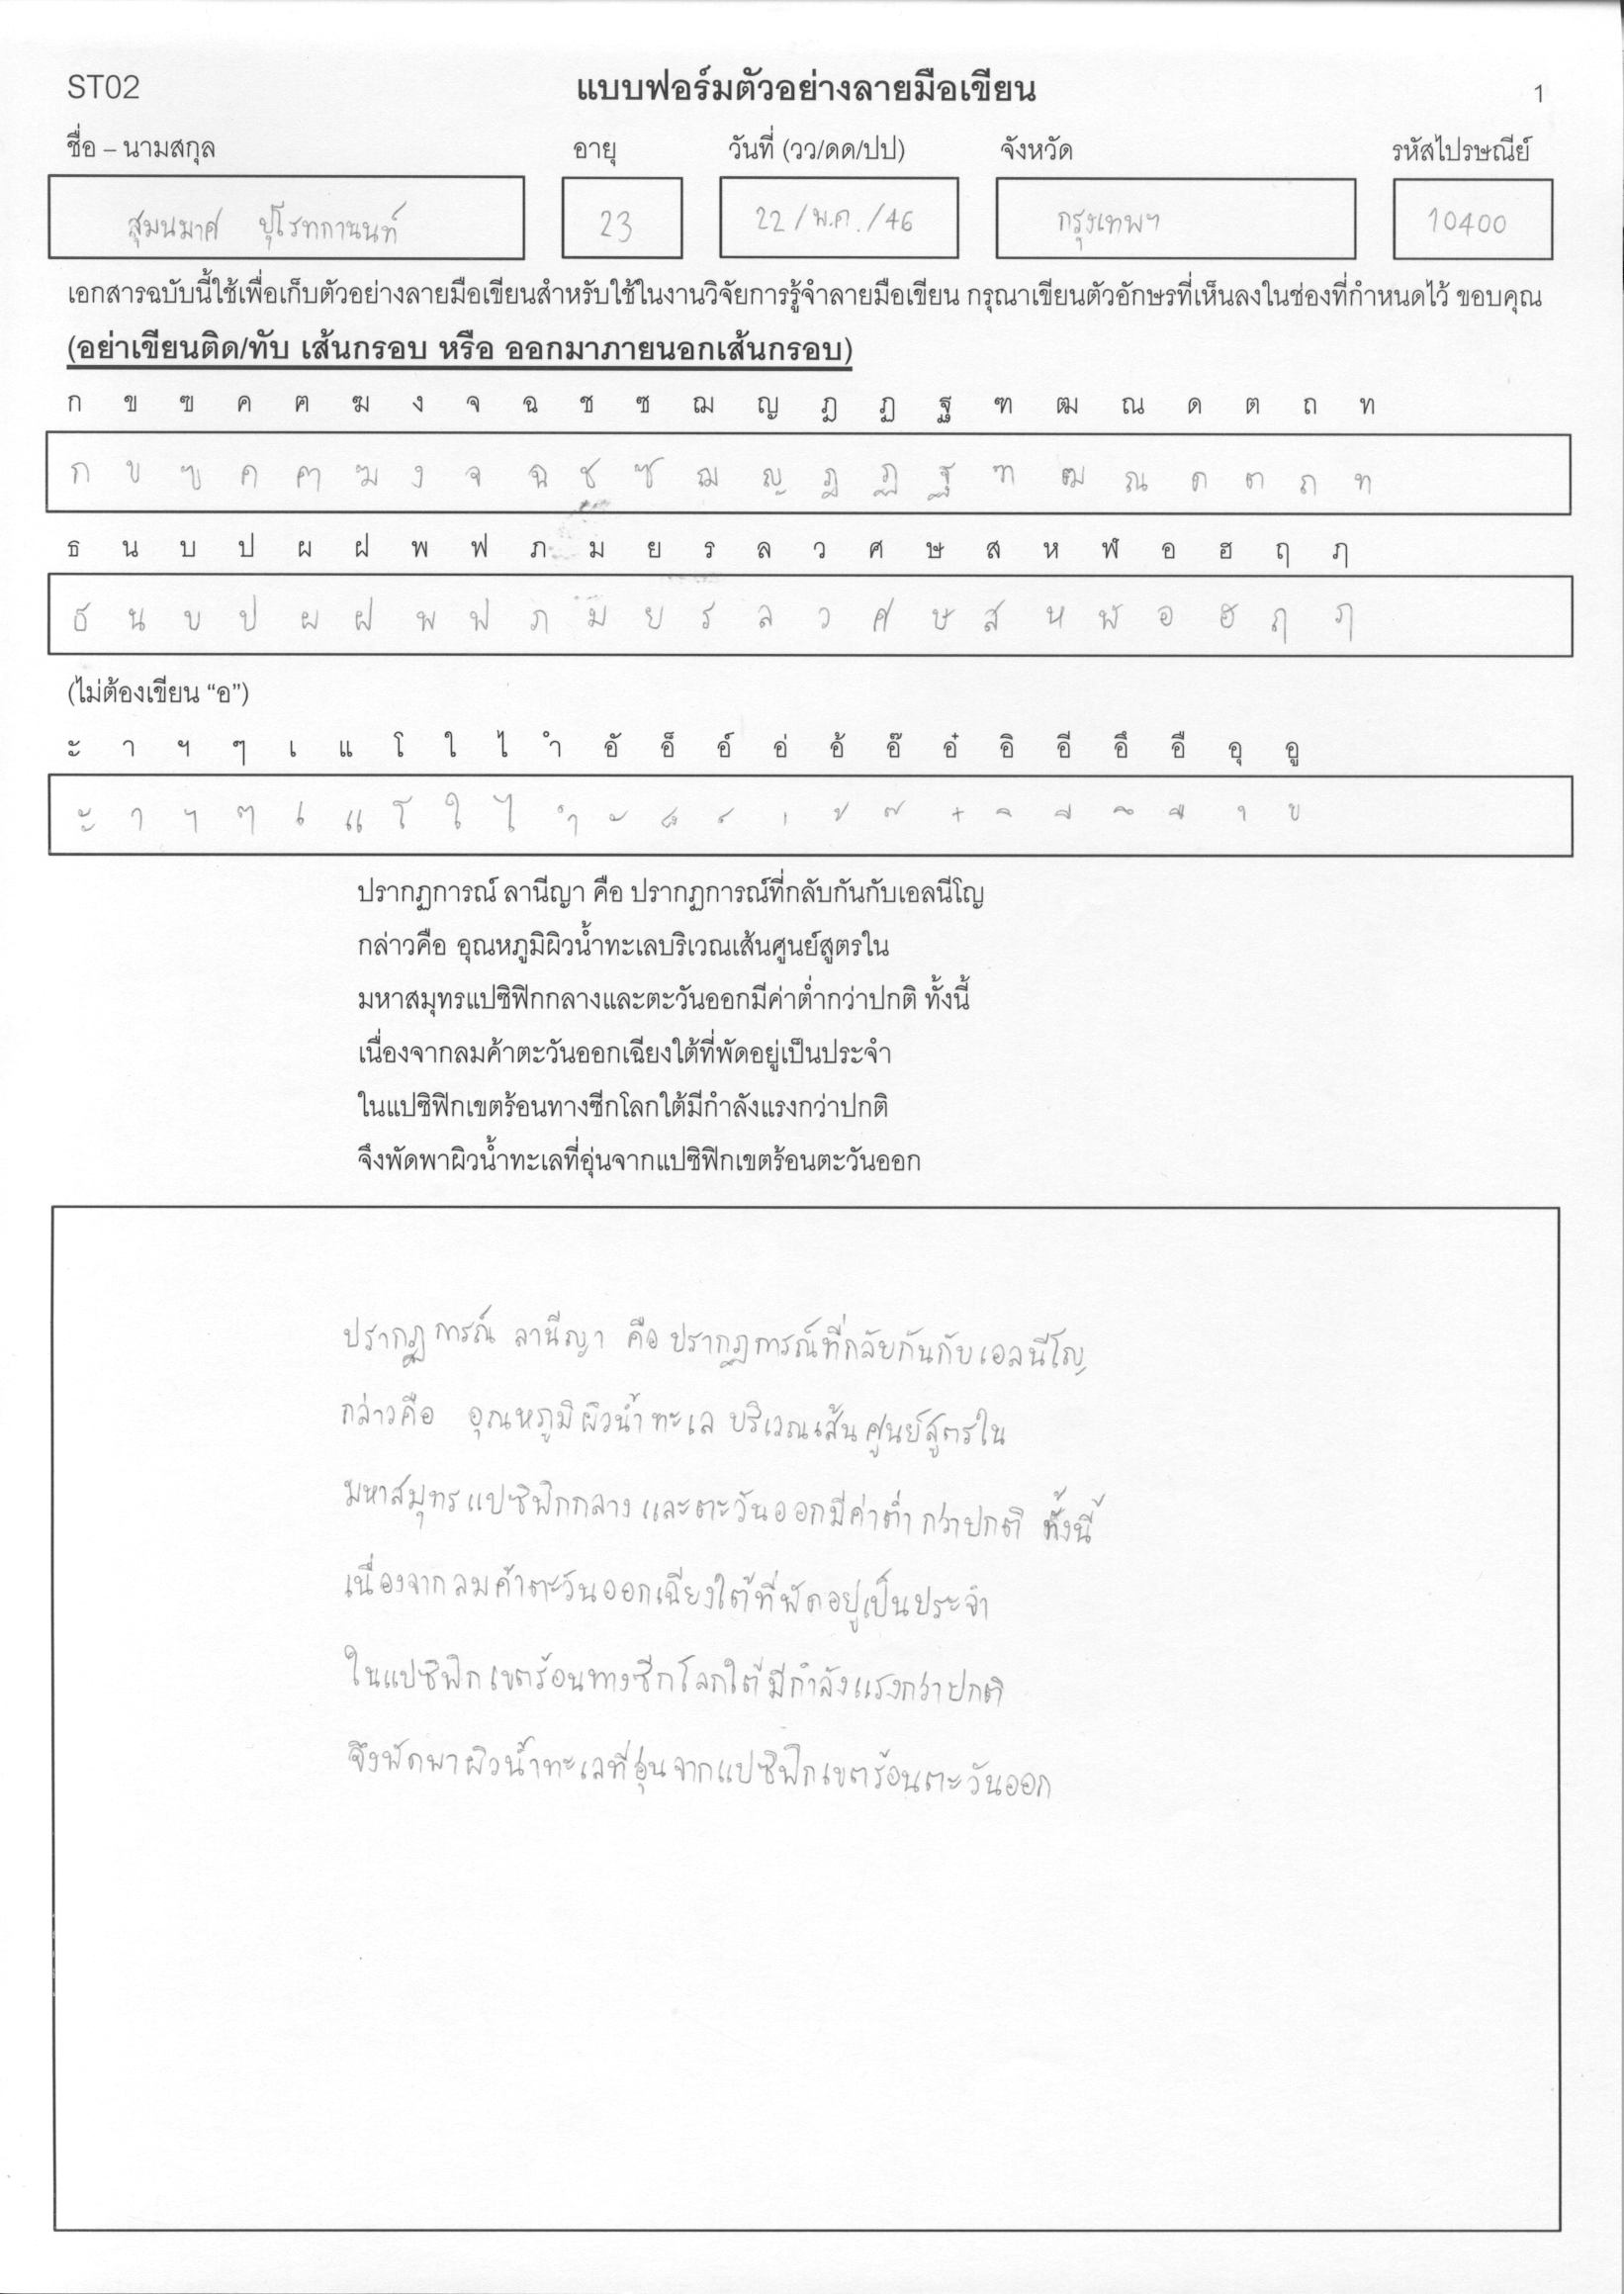 ST02 แบบฟอร์มตัวอย่างลายมือเขียน 1
ชื่อ – นามสกุล อายุ วันที่ (วว/ดด/ปป) จังหวัด รหัสไปรษณีย์
สุมนมาศ ปุโรทกานนท์ 23 22/พ.ค./46 กรุงเทพฯ 10400
เอกสารฉบับนี้ใช้เพื่อเก็บตัวอย่างลายมือเขียนสำหรับใช้ในงานวิจัยการรู้จำลายมือเขียน กรุณาเขียนตัวอักษรที่เห็นลงในช่องที่กำหนดไว้ ขอบคุณ
(อย่าเขียนติด/ทับ เส้นกรอบ หรือ ออกมาภายนอกเส้นกรอบ)
ก ข ฃ ค ฅ ฆ ง จ ฉ ช ซ ฌ ญ ฎ ฏ ฐ ฑ ฒ ณ ด ต ถ ท
ก ข ฃ ค ฅ ฆ ง จ ฉ ช ซ ฌ ญ ฎ ฏ ฐ ฑ ฒ ณ ด ต ถ ท
ธ น บ ป ผ ฝ พ ฟ ภ ม ย ร ล ว ศ ษ ส ห ฬ อ ฮ ฤ ฦ
ธ น บ ป ผ ฝ พ ฟ ภ ม ย ร ล ว ศ ษ ส ห ฬ อ ฮ ฤ ฦ
(ไม่ต้องเขียน “อ”)
ะ า ฯ ๆ เ แ โ ใ ไ ำ อั อ็ อ์ อ่ อ้ อ๊ อ๋ อิ อี อึ อื อุ อู
ะ า ฯ ๆ เ แ โ ใ ไ ำ ั ็ ์ ่ ้ ๊ ๋ ิ ี ึ ื ุ ู
ปรากฏการณ์ ลานีญา คือ ปรากฏการณ์ที่กลับกันกับเอลนีโญ
กล่าวคือ อุณหภูมิผิวน้ำทะเลบริเวณเส้นศูนย์สูตรใน
มหาสมุทรแปซิฟิกกลางและตะวันออกมีค่าต่ำกว่าปกติ ทั้งนี้
เนื่องจากลมค้าตะวันออกเฉียงใต้ที่พัดอยู่เป็นประจำ
ในแปซิฟิกเขตร้อนทางซีกโลกใต้มีกำลังแรงกว่าปกติ
จึงพัดพาผิวน้ำทะเลที่อุ่นจากแปซิฟิกเขตร้อนตะวันออก
ปรากฏการณ์ ลานีญา คือ ปรากฏการณ์ที่กลับกันกับเอลนีโญ
กล่าวคือ อุณหภูมิผิวน้ำทะเล บริเวณเส้นศูนย์สูตรใน
มหาสมุทรแปซิฟิกกลาง และตะวันออกมีค่าต่ำกว่าปกติ ทั้งนี้
เนื่องจากลมค้าตะวันออกเฉียงใต้ที่พัดอยู่เป็นประจำ
ในแปซิฟิกเขตร้อนทางซีกโลกใต้มีกำลังแรงกว่าปกติ
จึงพัดพาผิวน้ำทะเลที่อุ่นจากแปซิฟิกเขตร้อนตะวันออก